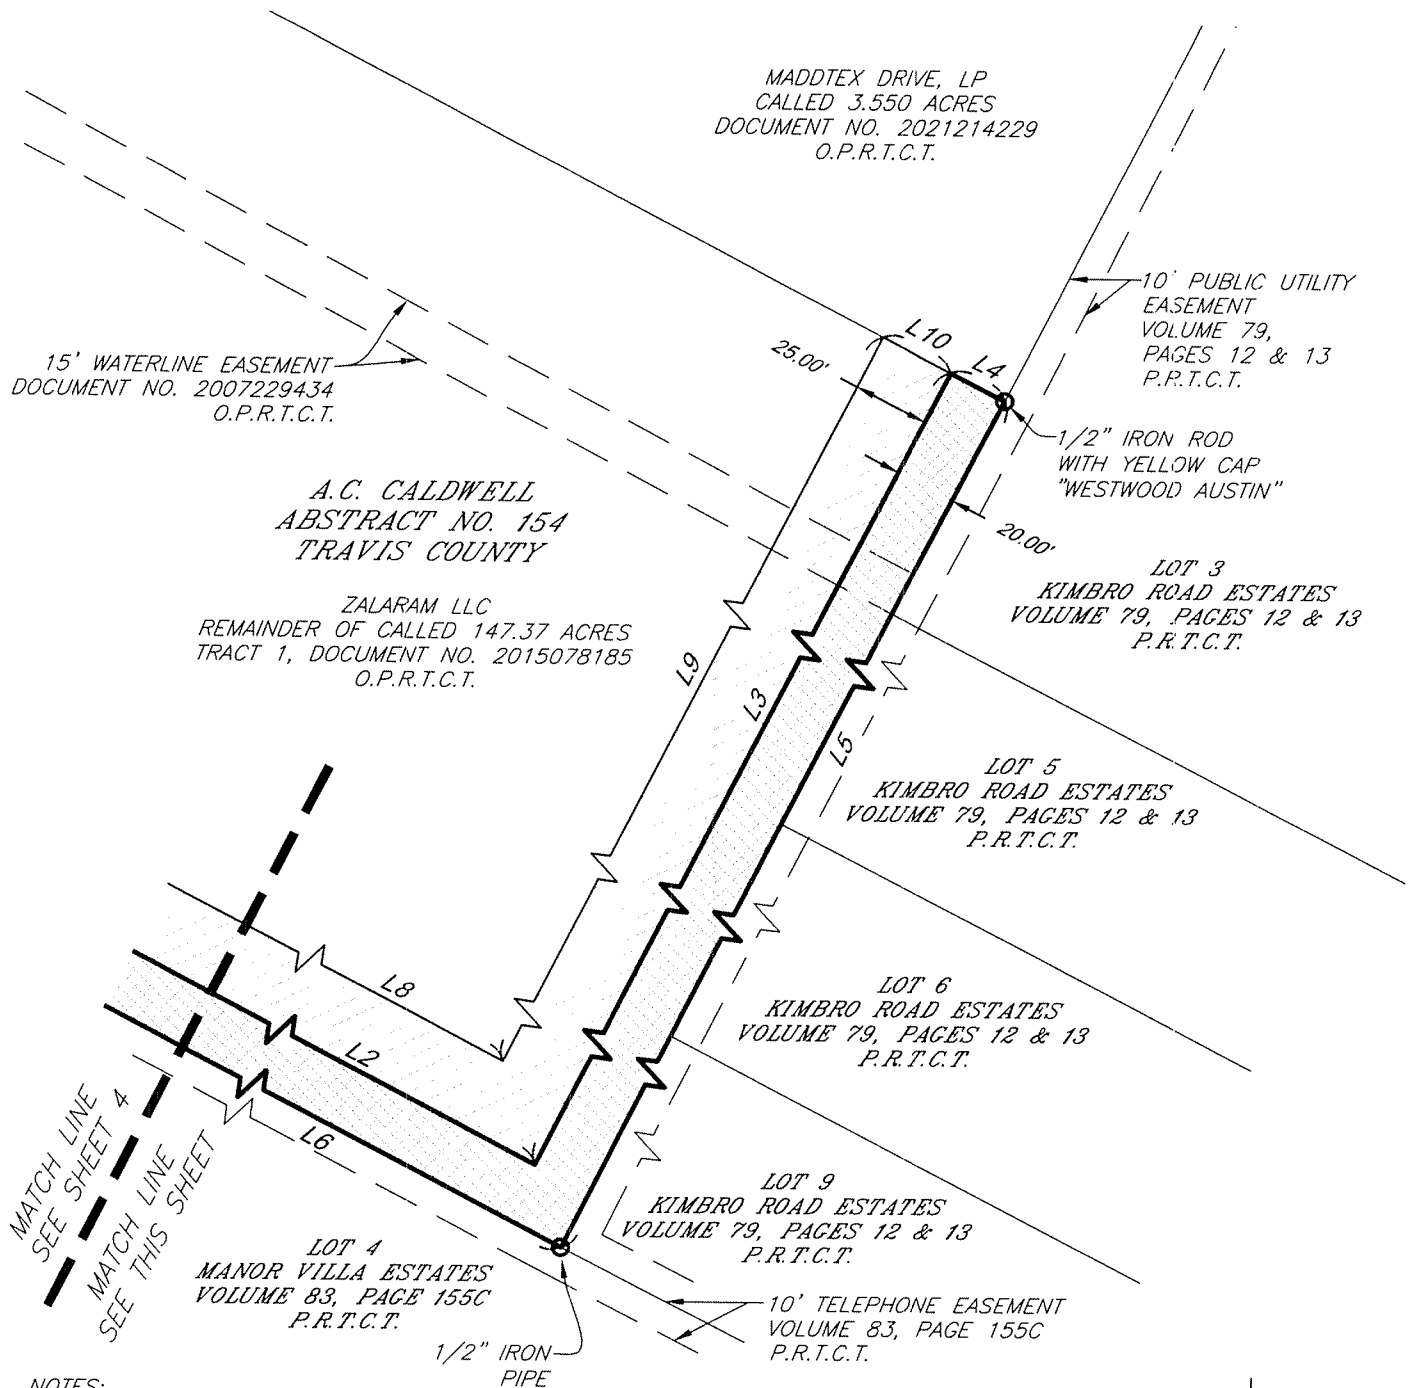 MADDTEX DRIVE, LP
CALLED 3.550 ACRES
DOCUMENT NO. 2021214229
O.P.R.T.C.T.
10' PUBLIC UTILITY
EASEMENT
VOLUME 79,
PAGES 12 & 13
P.R.T.C.T.
15' WATERLINE EASEMENT
DOCUMENT NO. 2007229434
O.P.R.T.C.T.
25.00'
L10
L4
1/2" IRON ROD
WITH YELLOW CAP
"WESTWOOD AUSTIN"
20.00'
A.C. CALDWELL
ABSTRACT NO. 154
TRAVIS COUNTY
ZALARAM LLC
REMAINDER OF CALLED 147.37 ACRES
TRACT 1, DOCUMENT NO. 2015078185
O.P.R.T.C.T.
LOT 3
KIMBRO ROAD ESTATES
VOLUME 79, PAGES 12 & 13
P.R.T.C.T.
L9
L3
L5
LOT 5
KIMBRO ROAD ESTATES
VOLUME 79, PAGES 12 & 13
P.R.T.C.T.
L8
L2
L6
LOT 6
KIMBRO ROAD ESTATES
VOLUME 79, PAGES 12 & 13
P.R.T.C.T.
MATCH LINE
SEE SHEET 4
MATCH LINE
SEE THIS SHEET
LOT 9
KIMBRO ROAD ESTATES
VOLUME 79, PAGES 12 & 13
P.R.T.C.T.
LOT 4
MANOR VILLA ESTATES
VOLUME 83, PAGE 155C
P.R.T.C.T.
10' TELEPHONE EASEMENT
VOLUME 83, PAGE 155C
P.R.T.C.T.
1/2" IRON
PIPE
NOTES: